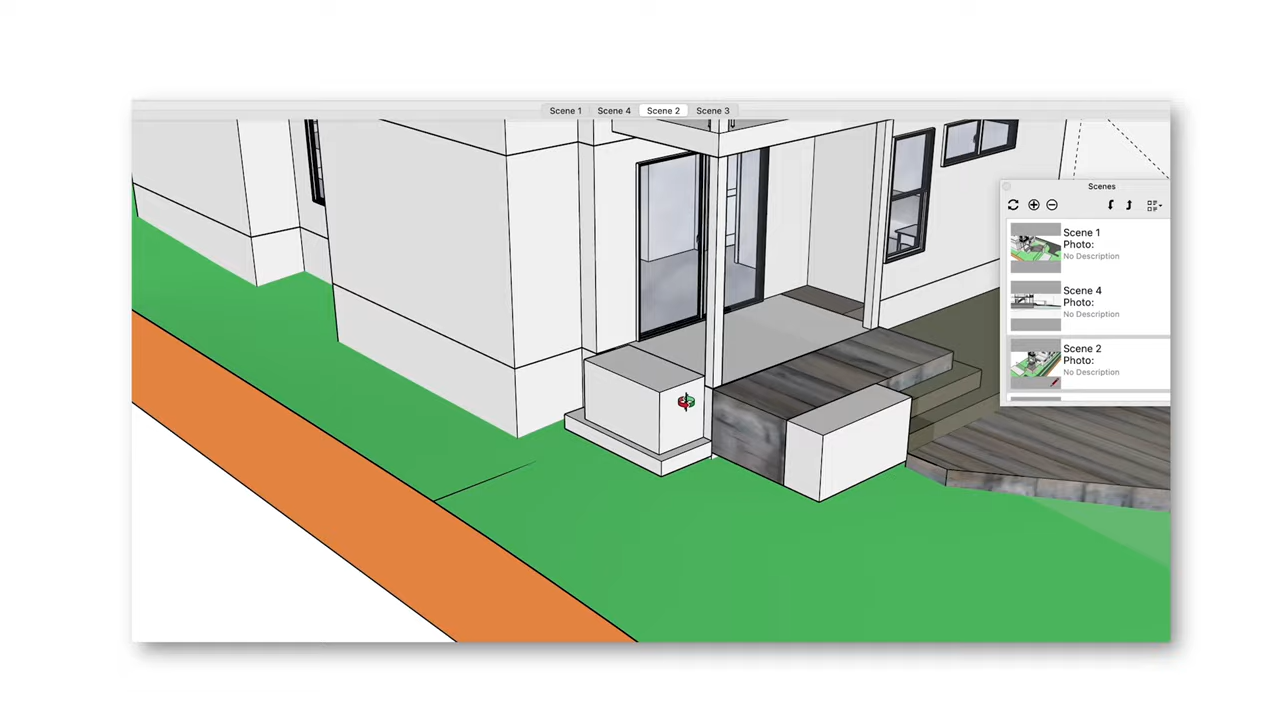 Scene 1
Scene 4
Scene 2
Scene 3
Scenes
Scene 1
Photo:
No Description
Scene 4
Photo:
No Description
Scene 2
Photo:
No Description